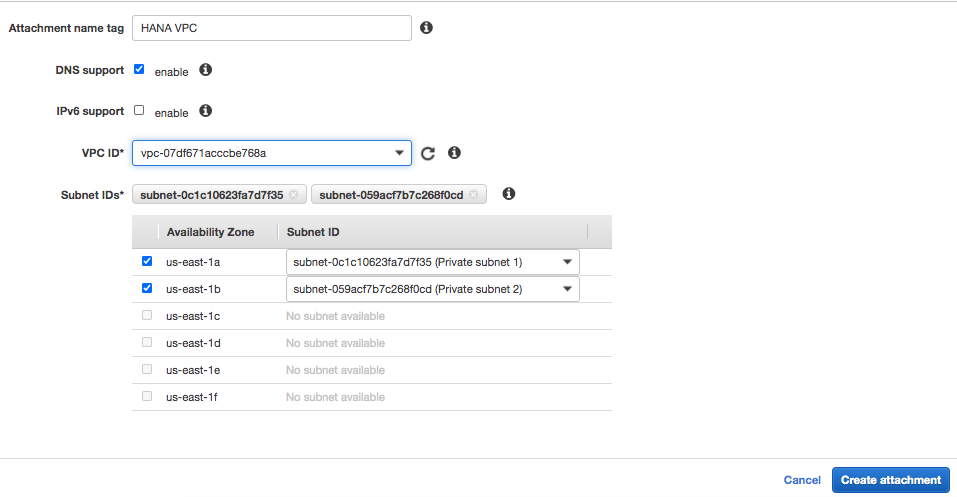 Attachment name tag HANA VPC
DNS support enable
IPv6 support enable
VPC ID* vpc-07df671acccbe768a
Subnet IDs* subnet-0c1c10623fa7d7f35 subnet-059acf7b7c268f0cd
Availability Zone Subnet ID
us-east-1a subnet-0c1c10623fa7d7f35 (Private subnet 1)
us-east-1b subnet-059acf7b7c268f0cd (Private subnet 2)
us-east-1c No subnet available
us-east-1d No subnet available
us-east-1e No subnet available
us-east-1f No subnet available
Cancel Create attachment